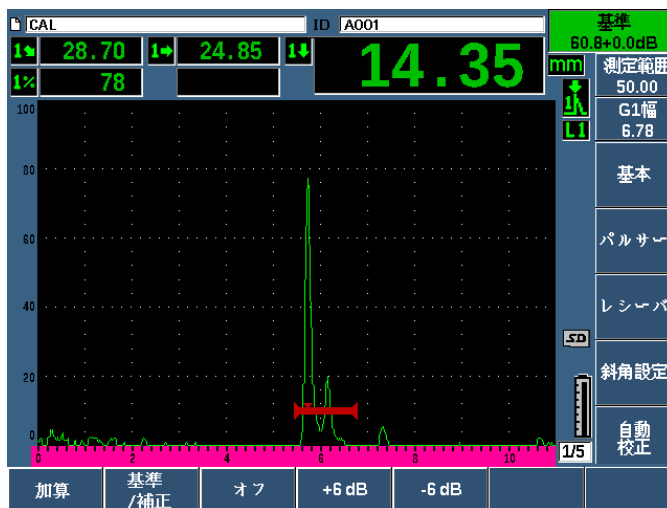 CAL
ID
A001
基準
60.8+0.0dB
1
28.70
1
24.85
1
14.35
mm
1%
78
測定範囲
50.00
G1幅
6.78
1
L1
基本
パルサー
レシーバ
斜角設定
自動
校正
100
80
60
40
20
0
SD
0
2
4
6
8
10
1/5
加算
基準
/補正
オフ
+6 dB
-6 dB